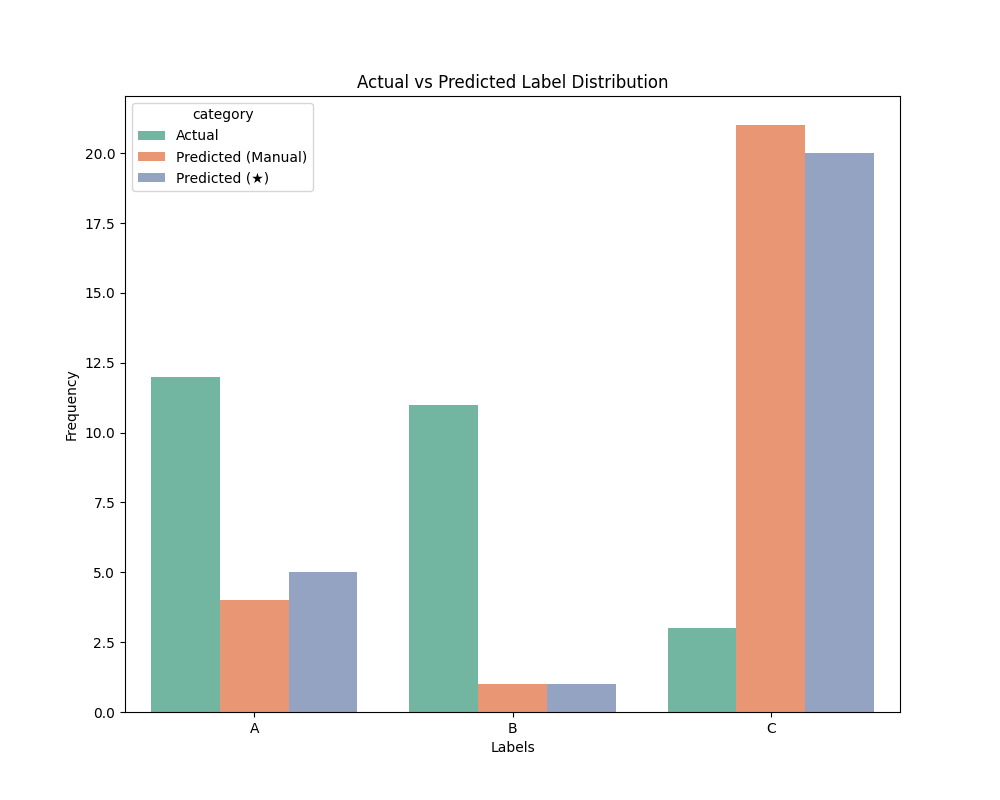 Actual vs Predicted Label Distribution
category
Actual
Predicted (Manual)
Predicted (★)
20.0
17.5
15.0
12.5
10.0
7.5
5.0
2.5
0.0
Frequency
A B C
Labels